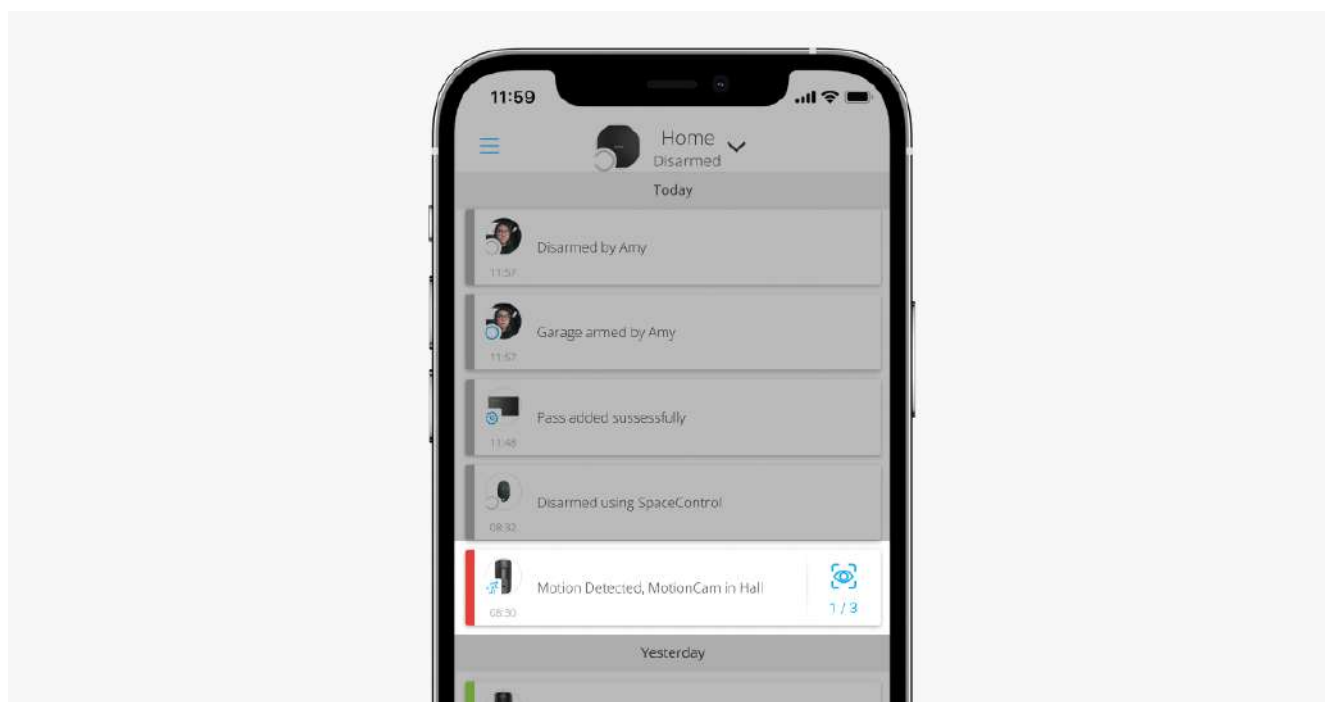 11:59
Home
Disarmed
Today
Disarmed by Amy
11:57
Garage armed by Amy
11:57
Pass added sussessfully
11:48
Disarmed using SpaceControl
08:32
Motion Detected, MotionCam in Hall
08:30
1 / 3
Yesterday